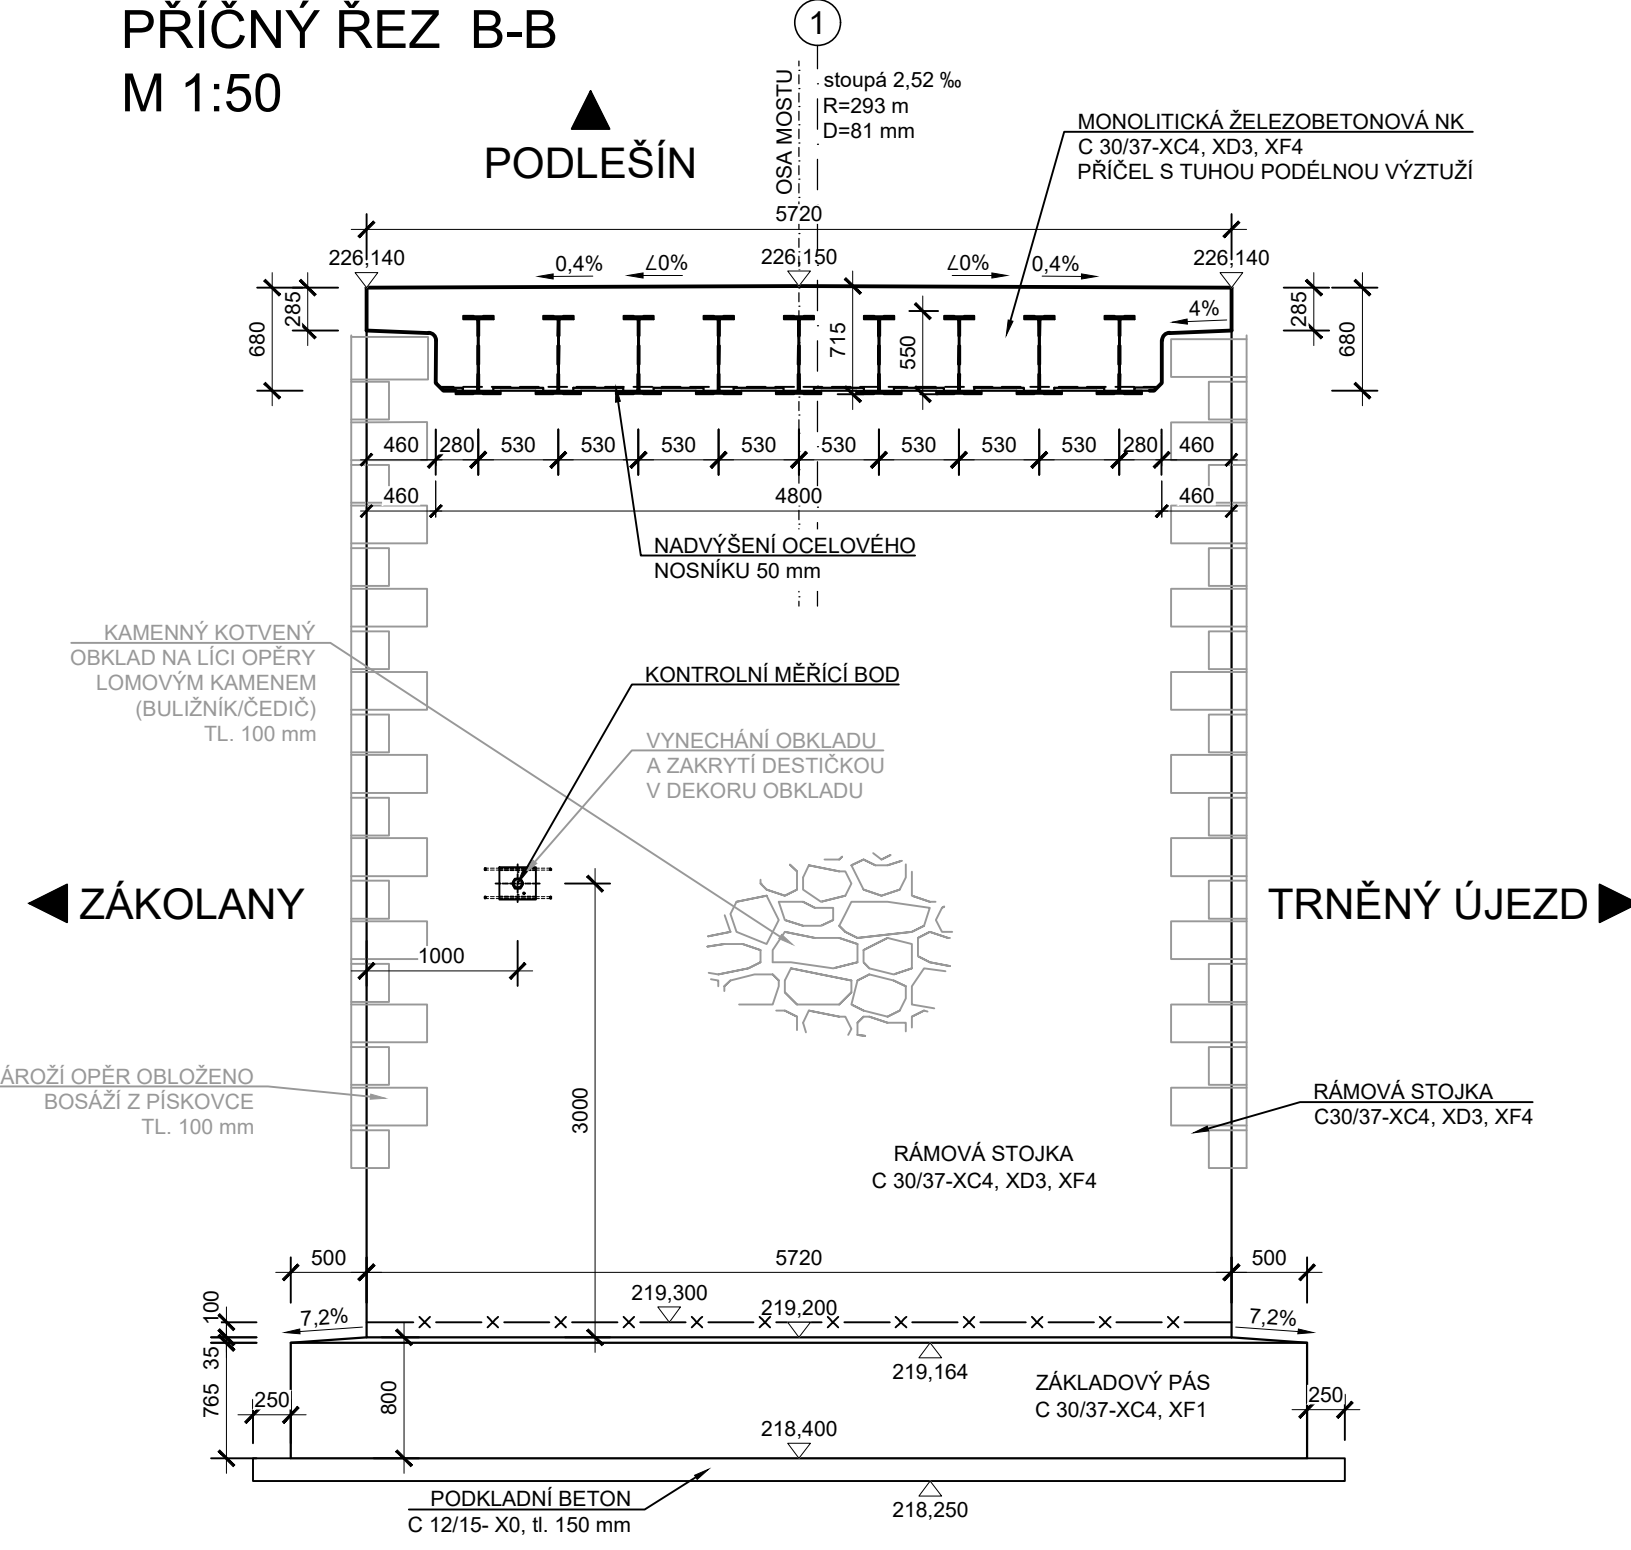 PŘÍČNÝ ŘEZ B-B
M 1:50
1
OSA MOSTU
stoupá 2,52 ‰
R=293 m
D=81 mm
PODLEŠÍN
MONOLITICKÁ ŽELEZOBETONOVÁ NK
C 30/37-XC4, XD3, XF4
PŘÍČEL S TUHOU PODÉLNOU VÝZTUŽÍ
5720
226,140
0,4%
∠0%
226,150
∠0%
0,4%
226,140
680
285
715
550
4%
285
680
460
280
530
530
530
530
530
530
530
530
280
460
460
4800
460
NADVÝŠENÍ OCELOVÉHO
NOSNÍKU 50 mm
KAMENNÝ KOTVENÝ
OBKLAD NA LÍCI OPĚRY
LOMOVÝM KAMENEM
(BULIŽNÍK/ČEDIČ)
TL. 100 mm
KONTROLNÍ MĚŘÍCÍ BOD
VYNECHÁNÍ OBKLADU
A ZAKRYTÍ DESTIČKOU
V DEKORU OBKLADU
ZÁKOLANY
TRNĚNÝ ÚJEZD
1000
3000
ÁROŽÍ OPĚR OBLOŽENO
BOSÁŽÍ Z PÍSKOVCE
TL. 100 mm
RÁMOVÁ STOJKA
C30/37-XC4, XD3, XF4
RÁMOVÁ STOJKA
C 30/37-XC4, XD3, XF4
500
5720
500
100
7,2%
219,300
219,200
7,2%
35
219,164
765
250
800
ZÁKLADOVÝ PÁS
C 30/37-XC4, XF1
250
218,400
PODKLADNÍ BETON
C 12/15- X0, tl. 150 mm
218,250